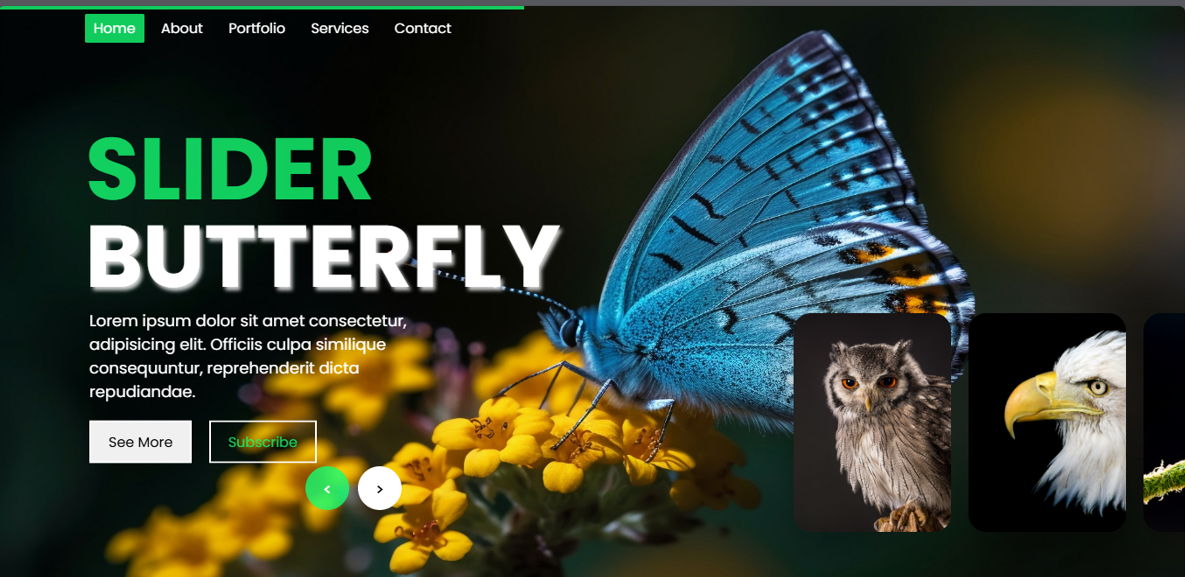 Home About Portfolio Services Contact
SLIDER
BUTTERFLY
Lorem ipsum dolor sit amet consectetur,
adipisicing elit. Officiis culpa similique
consequuntur, reprehenderit dicta
repudiandae.
See More Subscribe
< >